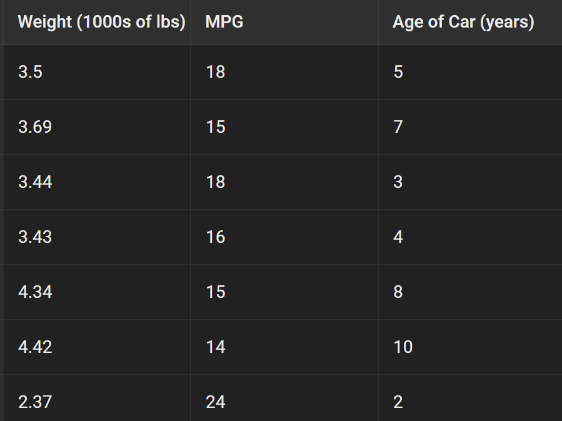 Weight (1000s of lbs) MPG Age of Car (years)
3.5 18 5
3.69 15 7
3.44 18 3
3.43 16 4
4.34 15 8
4.42 14 10
2.37 24 2